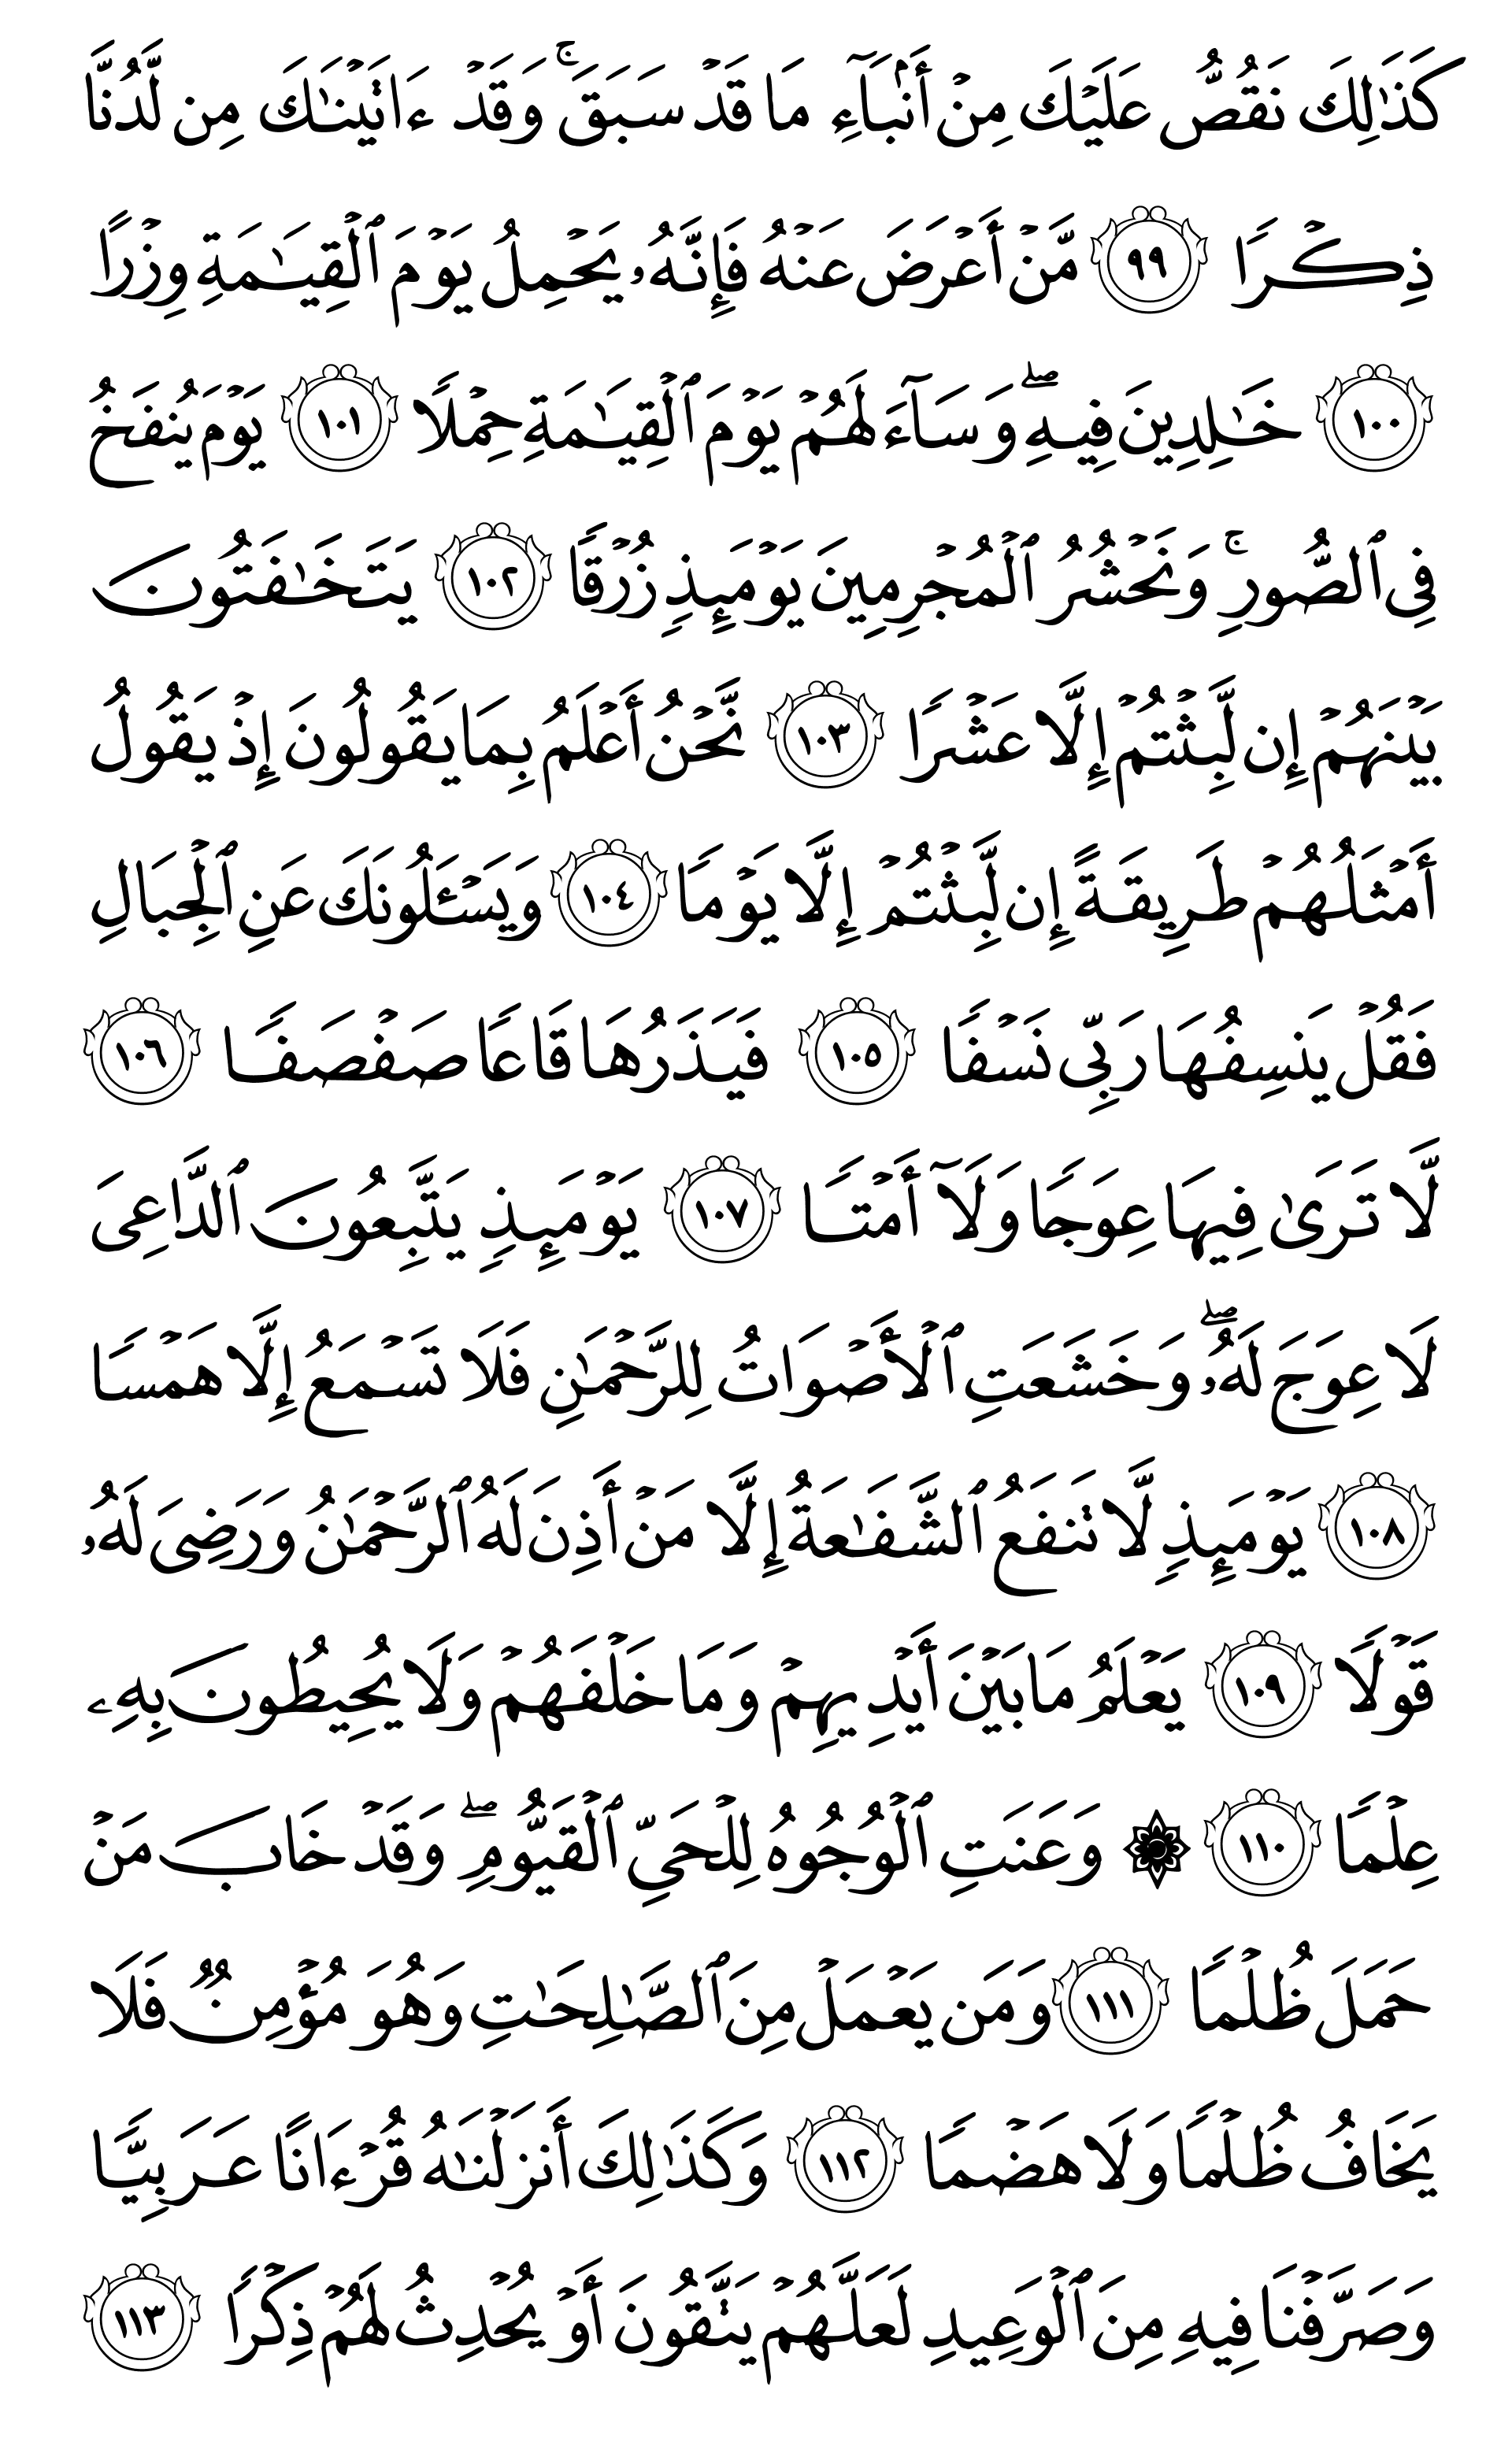 كَذَٰلِكَ نَقُصُّ عَلَيْكَ مِنْ أَنۢبَآءِ مَا قَدْ سَبَقَ ۚ وَقَدْ ءَاتَيْنَٰكَ مِن لَّدُنَّا
ذِكْرًا ٩٩ مَّنْ أَعْرَضَ عَنْهُ فَإِنَّهُۥ يَحْمِلُ يَوْمَ ٱلْقِيَٰمَةِ وِزْرًا
١٠٠ خَٰلِدِينَ فِيهِ ۖ وَسَآءَ لَهُمْ يَوْمَ ٱلْقِيَٰمَةِ حِمْلًا ١٠١ يَوْمَ يُنفَخُ
فِى ٱلصُّورِ ۚ وَنَحْشُرُ ٱلْمُجْرِمِينَ يَوْمَئِذٍ زُرْقًا ١٠٢ يَتَخَٰفَتُونَ
بَيْنَهُمْ إِن لَّبِثْتُمْ إِلَّا عَشْرًا ١٠٣ نَّحْنُ أَعْلَمُ بِمَا يَقُولُونَ إِذْ يَقُولُ
أَمْثَلُهُمْ طَرِيقَةً إِن لَّبِثْتُمْ إِلَّا يَوْمًا ١٠٤ وَيَسْـَٔلُونَكَ عَنِ ٱلْجِبَالِ
فَقُلْ يَنسِفُهَا رَبِّى نَسْفًا ١٠٥ فَيَذَرُهَا قَاعًا صَفْصَفًا ١٠٦
لَّا تَرَىٰ فِيهَا عِوَجًا وَلَآ أَمْتًا ١٠٧ يَوْمَئِذٍ يَتَّبِعُونَ ٱلدَّاعِىَ
لَا عِوَجَ لَهُۥ ۖ وَخَشَعَتِ ٱلْأَصْوَاتُ لِلرَّحْمَٰنِ فَلَا تَسْمَعُ إِلَّا هَمْسًا
١٠٨ يَوْمَئِذٍ لَّا تَنفَعُ ٱلشَّفَٰعَةُ إِلَّا مَنْ أَذِنَ لَهُ ٱلرَّحْمَٰنُ وَرَضِىَ لَهُۥ
قَوْلًا ١٠٩ يَعْلَمُ مَا بَيْنَ أَيْدِيهِمْ وَمَا خَلْفَهُمْ وَلَا يُحِيطُونَ بِهِۦ
عِلْمًا ١١٠ ۞ وَعَنَتِ ٱلْوُجُوهُ لِلْحَىِّ ٱلْقَيُّومِ ۖ وَقَدْ خَابَ مَنْ
حَمَلَ ظُلْمًا ١١١ وَمَن يَعْمَلْ مِنَ ٱلصَّٰلِحَٰتِ وَهُوَ مُؤْمِنٌ فَلَا
يَخَافُ ظُلْمًا وَلَا هَضْمًا ١١٢ وَكَذَٰلِكَ أَنزَلْنَٰهُ قُرْءَانًا عَرَبِيًّا
وَصَرَّفْنَا فِيهِ مِنَ ٱلْوَعِيدِ لَعَلَّهُمْ يَتَّقُونَ أَوْ يُحْدِثُ لَهُمْ ذِكْرًا ١١٣